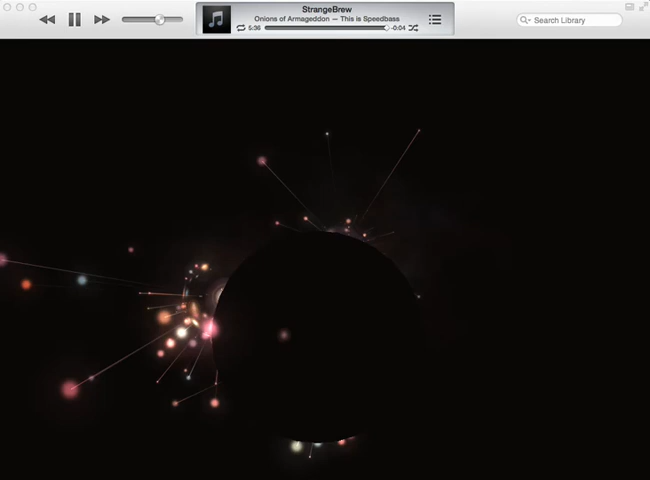 StrangeBrew
Onions of Armageddon — This is Speedbass
5:36 -0:04
Search Library